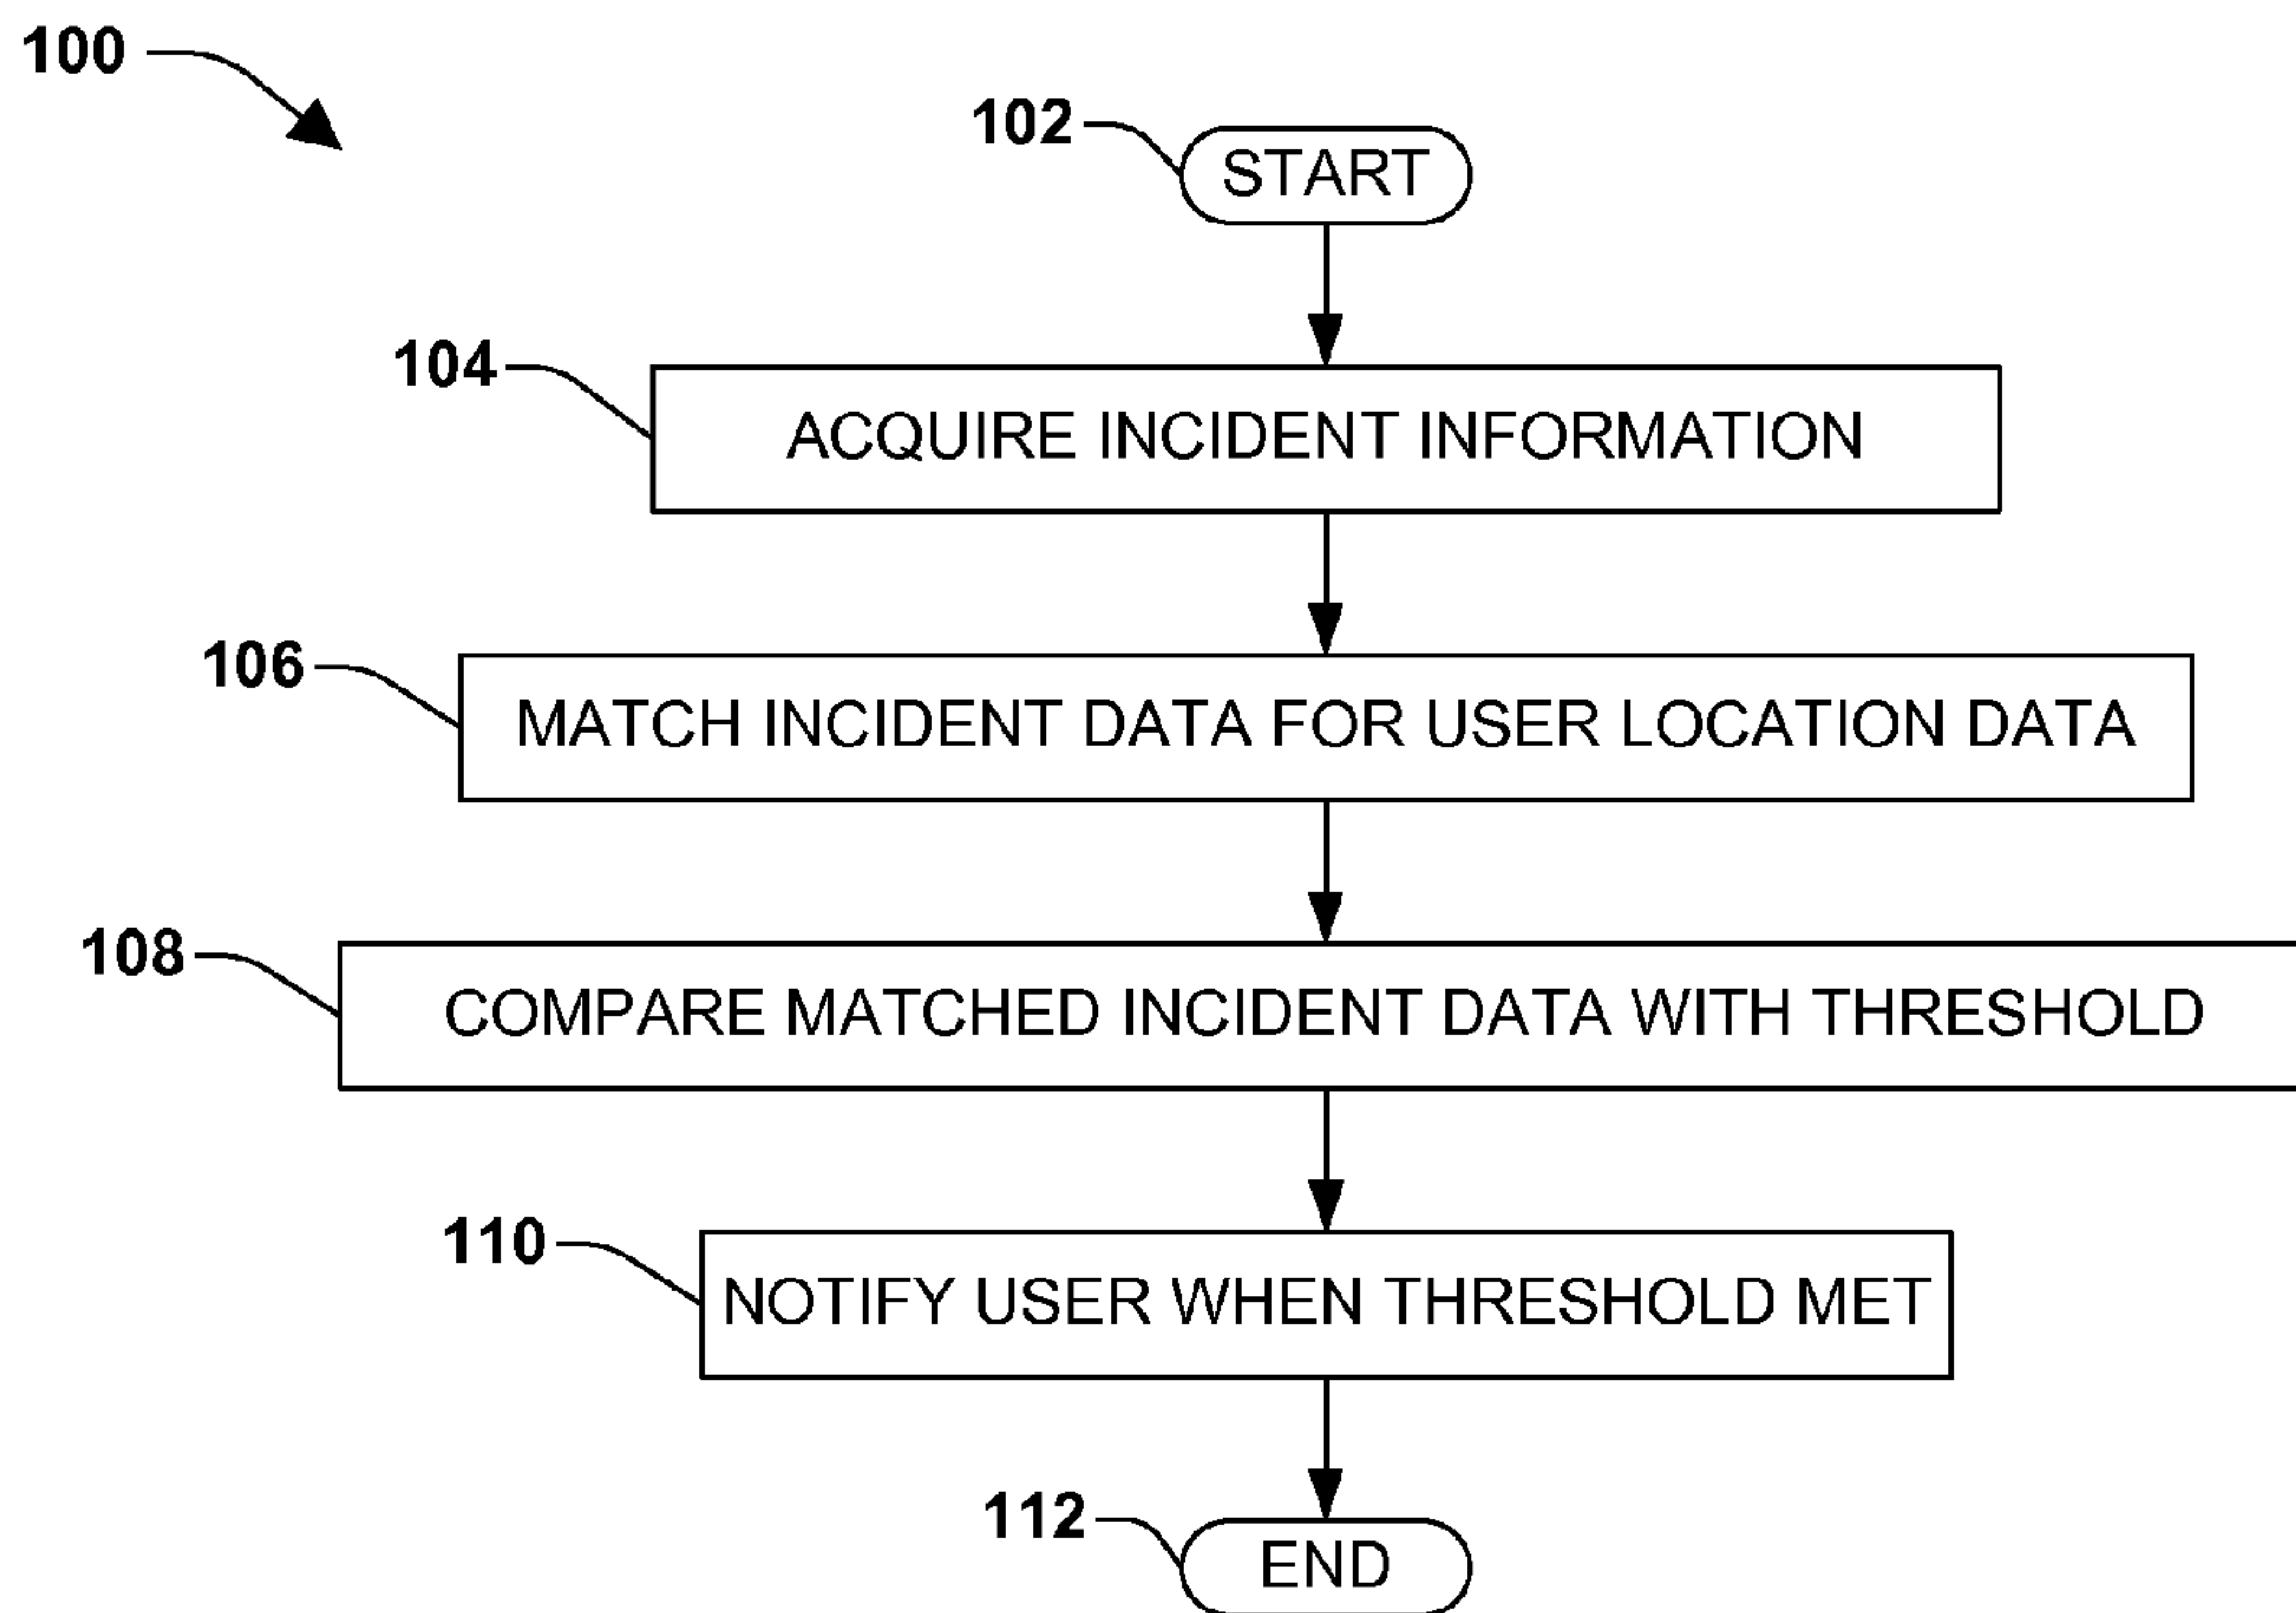 100
102
START
104
ACQUIRE INCIDENT INFORMATION
106
MATCH INCIDENT DATA FOR USER LOCATION DATA
108
COMPARE MATCHED INCIDENT DATA WITH THRESHOLD
110
NOTIFY USER WHEN THRESHOLD MET
112
END